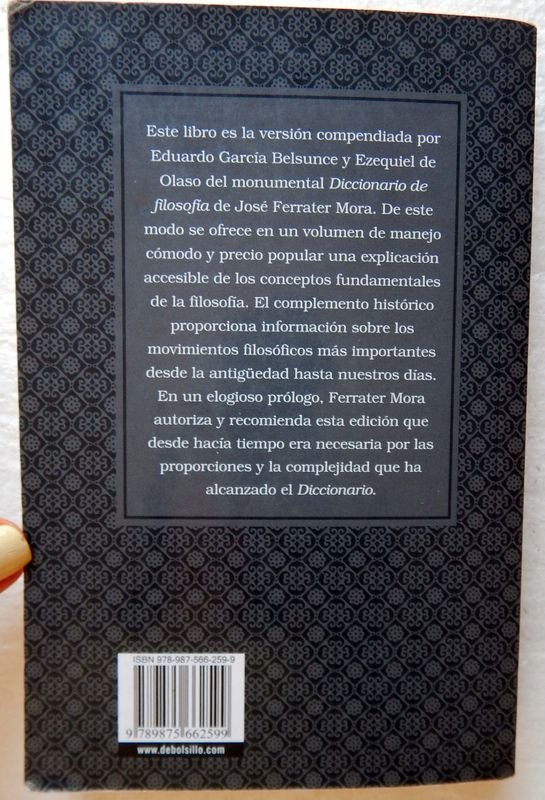 Este libro es la versión compendiada por
Eduardo García Belsunce y Ezequiel de
Olaso del monumental Diccionario de
filosofía de José Ferrater Mora. De este
modo se ofrece en un volumen de manejo
cómodo y precio popular una explicación
accesible de los conceptos fundamentales
de la filosofía. El complemento histórico
proporciona información sobre los
movimientos filosóficos más importantes
desde la antigüedad hasta nuestros días.
En un elogioso prólogo, Ferrater Mora
autoriza y recomienda esta edición que
desde hacía tiempo era necesaria por las
proporciones y la complejidad que ha
alcanzado el Diccionario.
ISBN 978-987-566-259-9
9 789875 662599
www.debolsillo.com